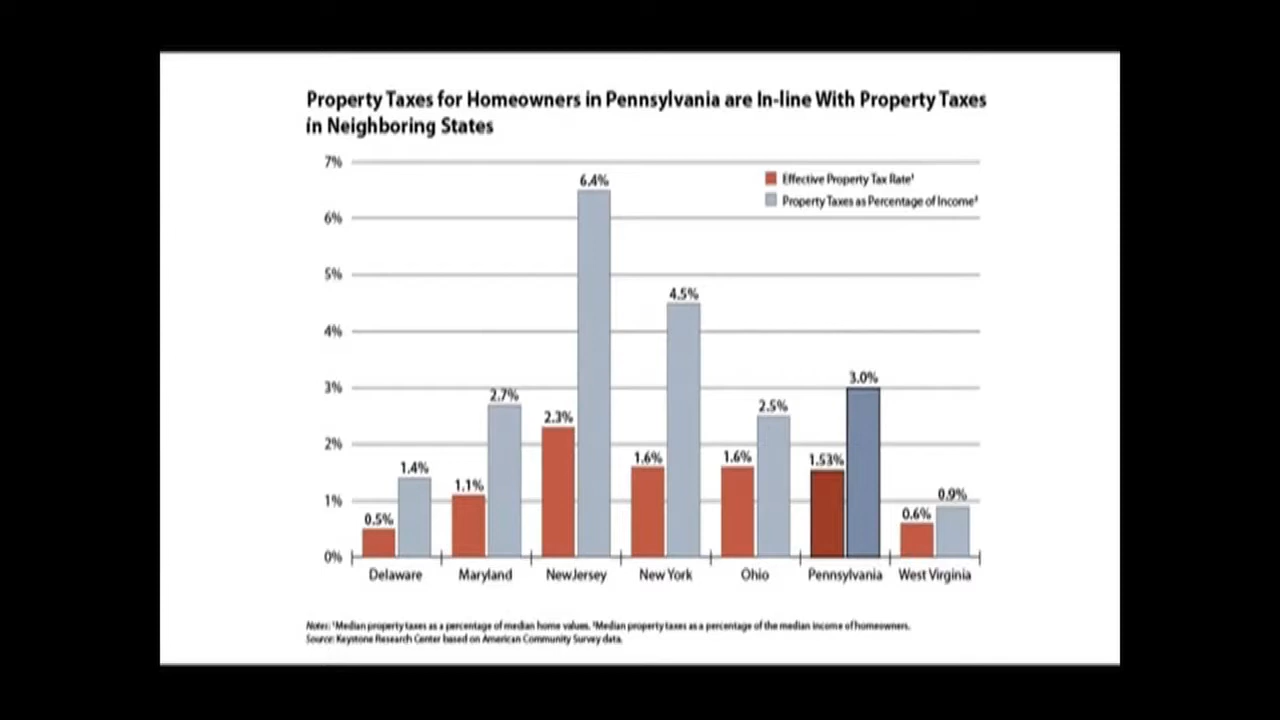 Property Taxes for Homeowners in Pennsylvania are In-line With Property Taxes
in Neighboring States
7%
6%
5%
4%
3%
2%
1%
0%
Effective Property Tax Rate¹
Property Taxes as Percentage of Income²
0.5%
1.4%
1.1%
2.7%
2.3%
6.4%
1.6%
4.5%
1.6%
2.5%
1.53%
3.0%
0.6%
0.9%
Delaware
Maryland
NewJersey
New York
Ohio
Pennsylvania
West Virginia
Notes: ¹Median property taxes as a percentage of median home values. ²Median property taxes as a percentage of the median income of homeowners.
Source: Keystone Research Center based on American Community Survey data.